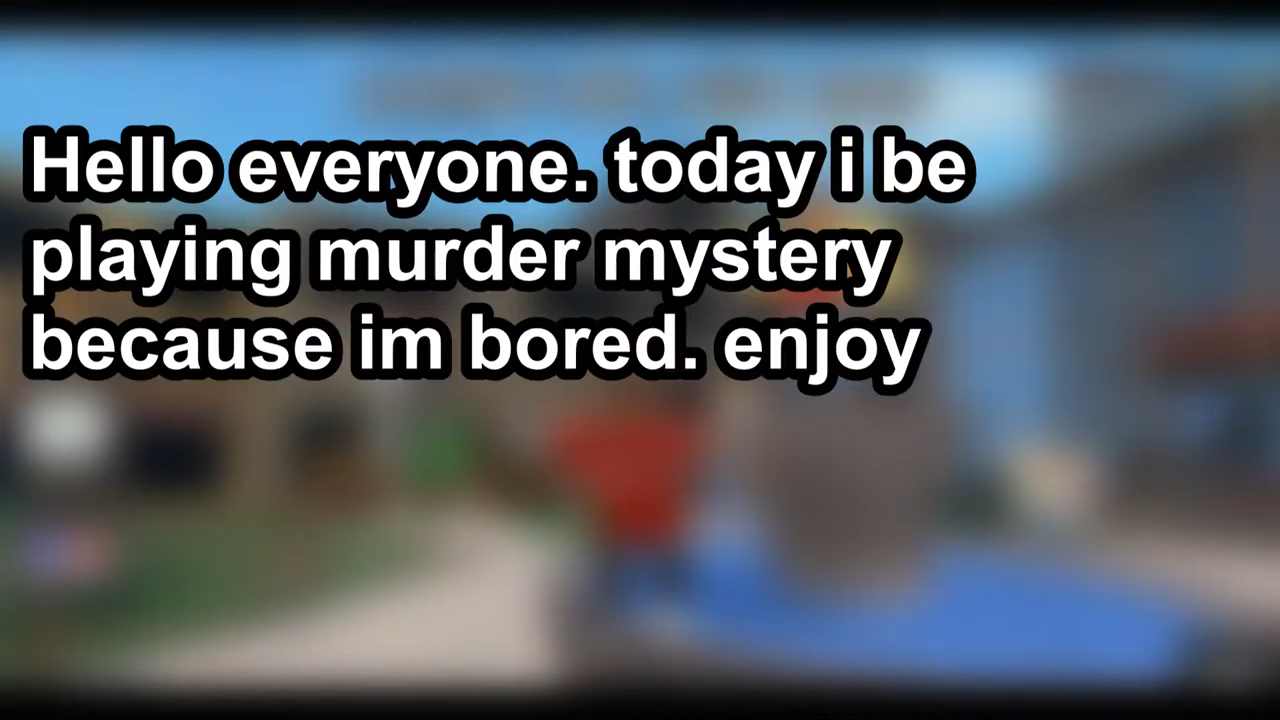 Hello everyone. today i be
playing murder mystery
because im bored. enjoy